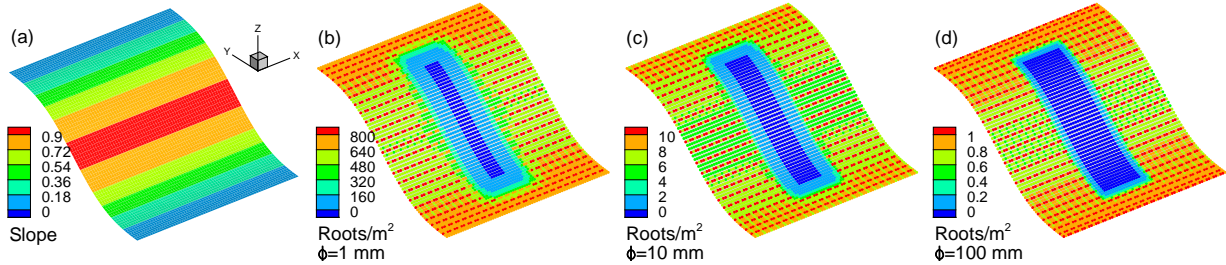 (a)
Z
Y
X
0.9
0.72
0.54
0.36
0.18
0
Slope
(b)
800
640
480
320
160
0
Roots/m²
ϕ=1 mm
(c)
10
8
6
4
2
0
Roots/m²
ϕ=10 mm
(d)
1
0.8
0.6
0.4
0.2
0
Roots/m²
ϕ=100 mm